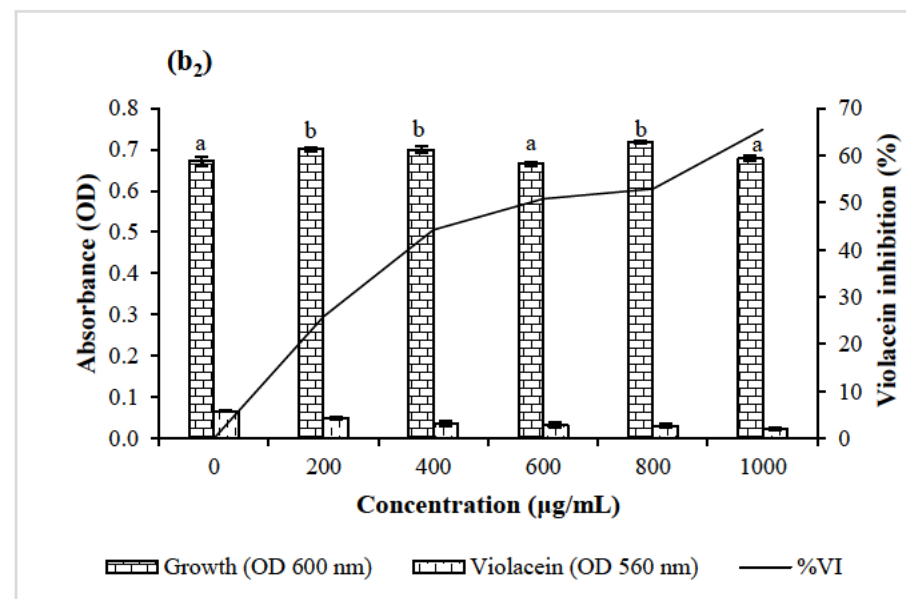 (b₂)
0.8
0.7
0.6
0.5
0.4
0.3
0.2
0.1
0.0
Absorbance (OD)
a
b
b
a
b
a
70
60
50
40
30
20
10
0
Violacein inhibition (%)
0 200 400 600 800 1000
Concentration (µg/mL)
Growth (OD 600 nm) Violacein (OD 560 nm) %VI